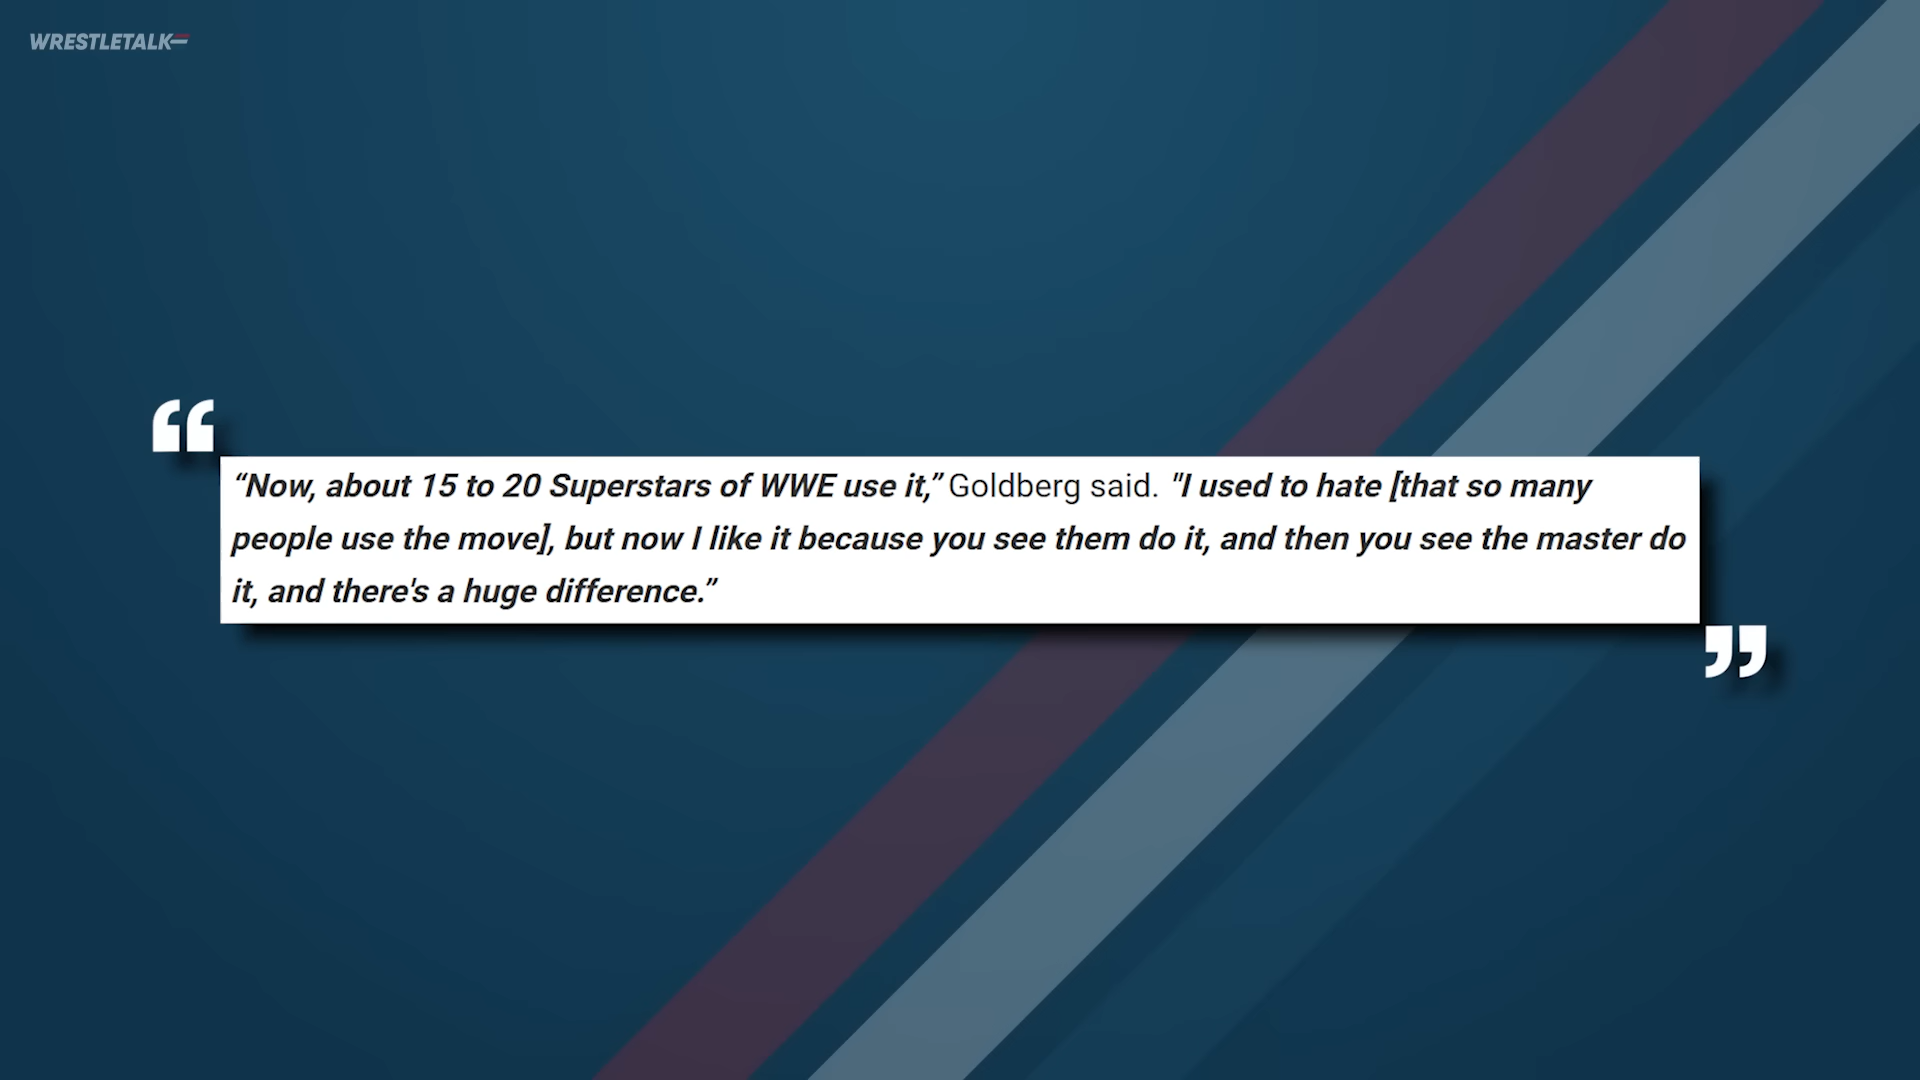 WRESTLETALK
“
“Now, about 15 to 20 Superstars of WWE use it,” Goldberg said. "I used to hate [that so many
people use the move], but now I like it because you see them do it, and then you see the master do
it, and there's a huge difference.”
”